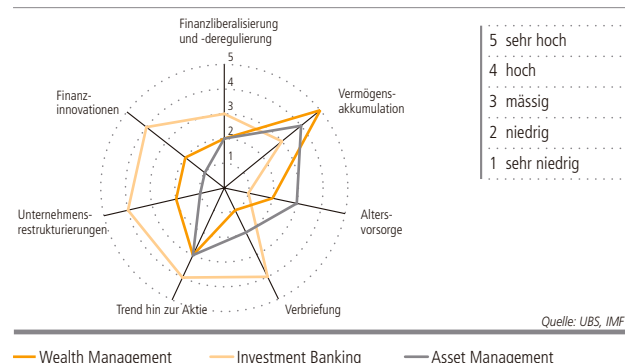 Finanzliberalisierung
und -deregulierung
5
4
3
2
1
Vermögens-
akkumulation
Alters-
vorsorge
Verbriefung
Trend hin zur Aktie
Unternehmens-
restrukturierungen
Finanz-
innovationen
5 sehr hoch
4 hoch
3 mässig
2 niedrig
1 sehr niedrig
Quelle: UBS, IMF
Wealth Management
Investment Banking
Asset Management